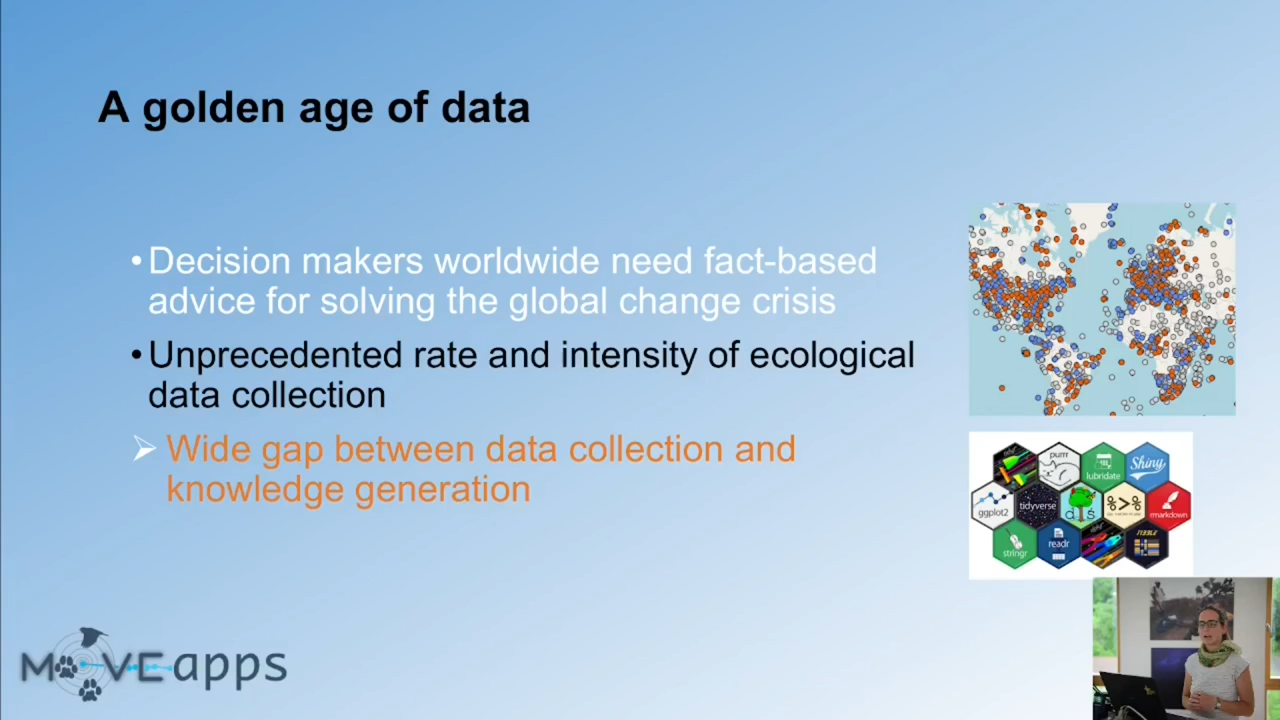 A golden age of data
• Decision makers worldwide need fact-based
advice for solving the global change crisis
• Unprecedented rate and intensity of ecological
data collection
➢ Wide gap between data collection and
knowledge generation
purrr
lubridate
Shiny
ggplot2
tidyverse
%>%
rmarkdown
stringr
readr
TIBBLE
MOVEapps